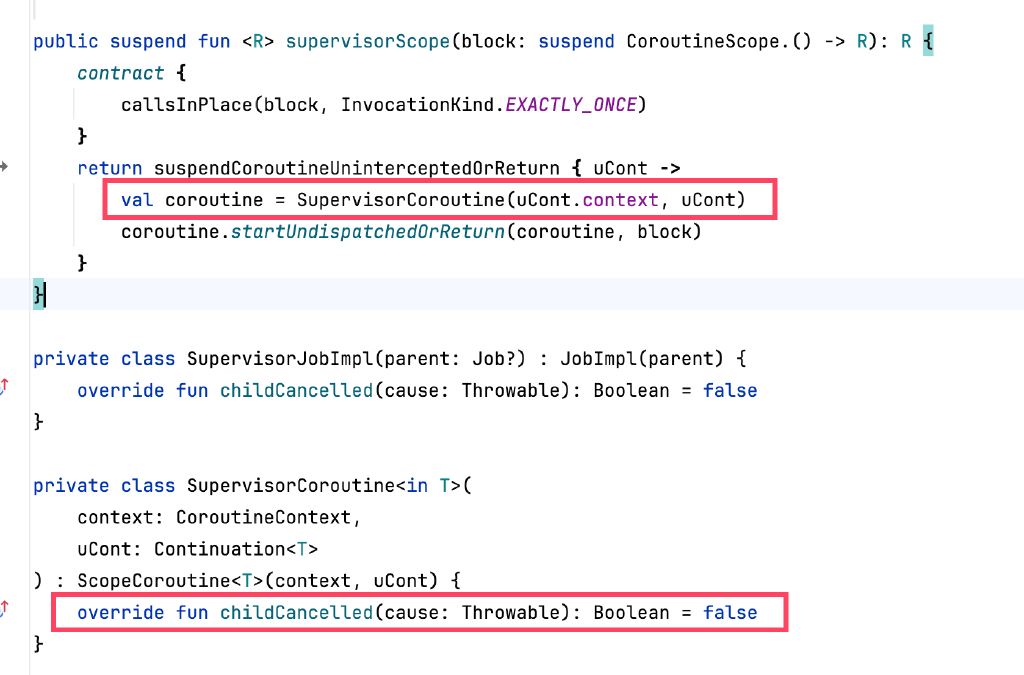 public suspend fun <R> supervisorScope(block: suspend CoroutineScope.() -> R): R {
    contract {
        callsInPlace(block, InvocationKind.EXACTLY_ONCE)
    }
    return suspendCoroutineUninterceptedOrReturn { uCont ->
        val coroutine = SupervisorCoroutine(uCont.context, uCont)
        coroutine.startUndispatchedOrReturn(coroutine, block)
    }
}
private class SupervisorJobImpl(parent: Job?) : JobImpl(parent) {
    override fun childCancelled(cause: Throwable): Boolean = false
}
private class SupervisorCoroutine<in T>(
    context: CoroutineContext,
    uCont: Continuation<T>
) : ScopeCoroutine<T>(context, uCont) {
    override fun childCancelled(cause: Throwable): Boolean = false
}